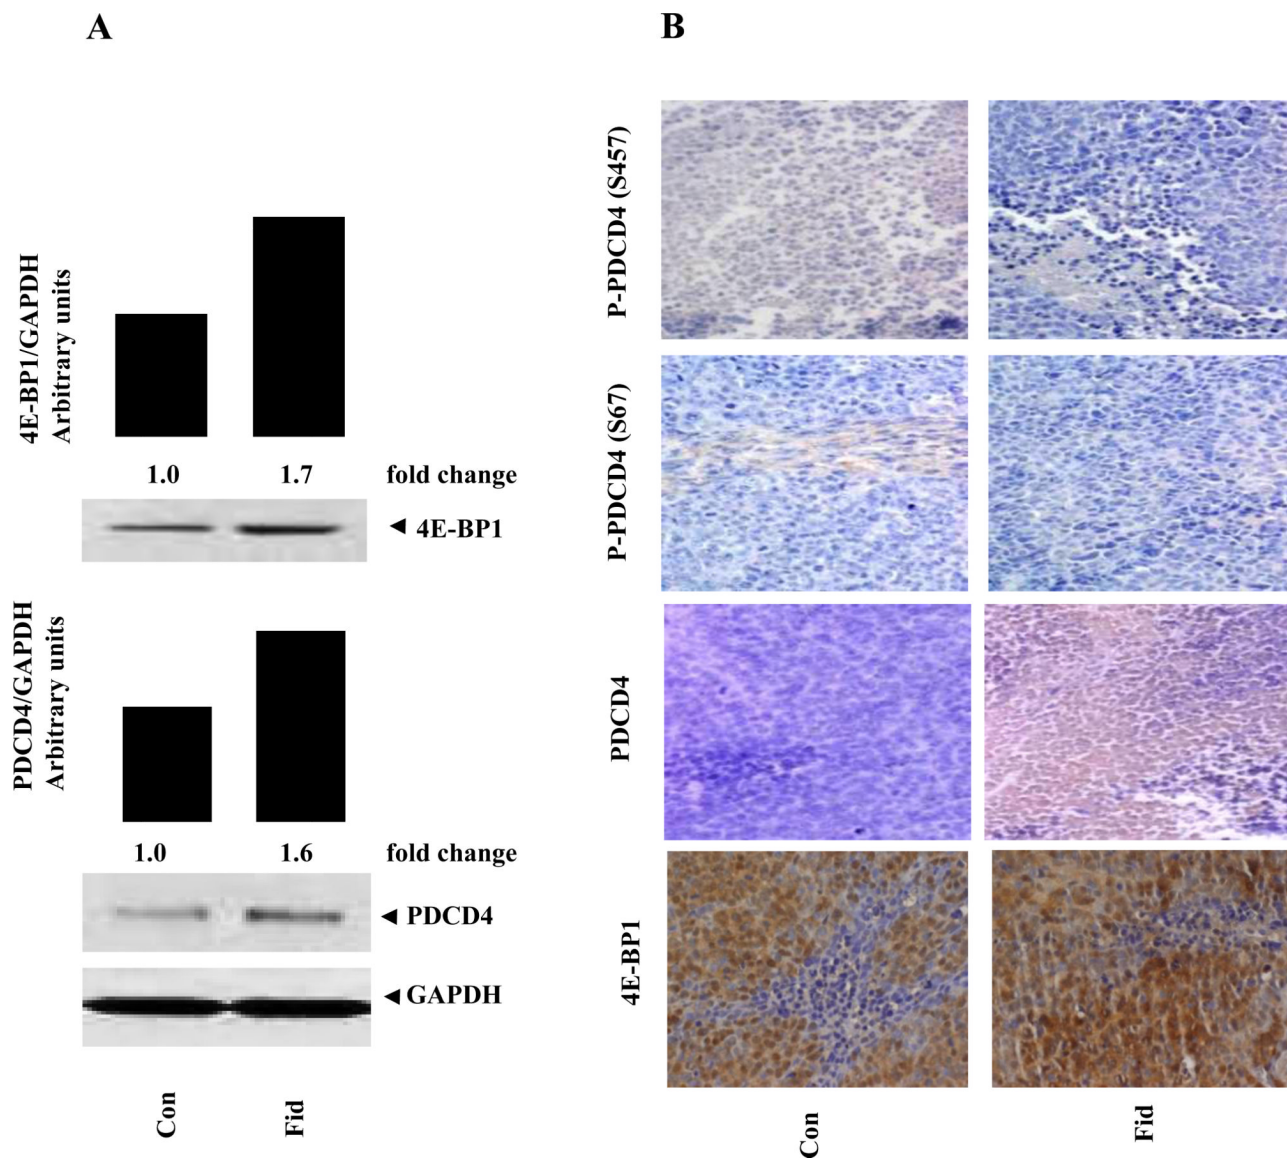 A
4E-BP1/GAPDH
Arbitrary units
1.0 1.7 fold change
4E-BP1
PDCD4/GAPDH
Arbitrary units
1.0 1.6 fold change
PDCD4
GAPDH
Con Fid
B
P-PDCD4 (S457)
P-PDCD4 (S67)
PDCD4
4E-BP1
Con Fid